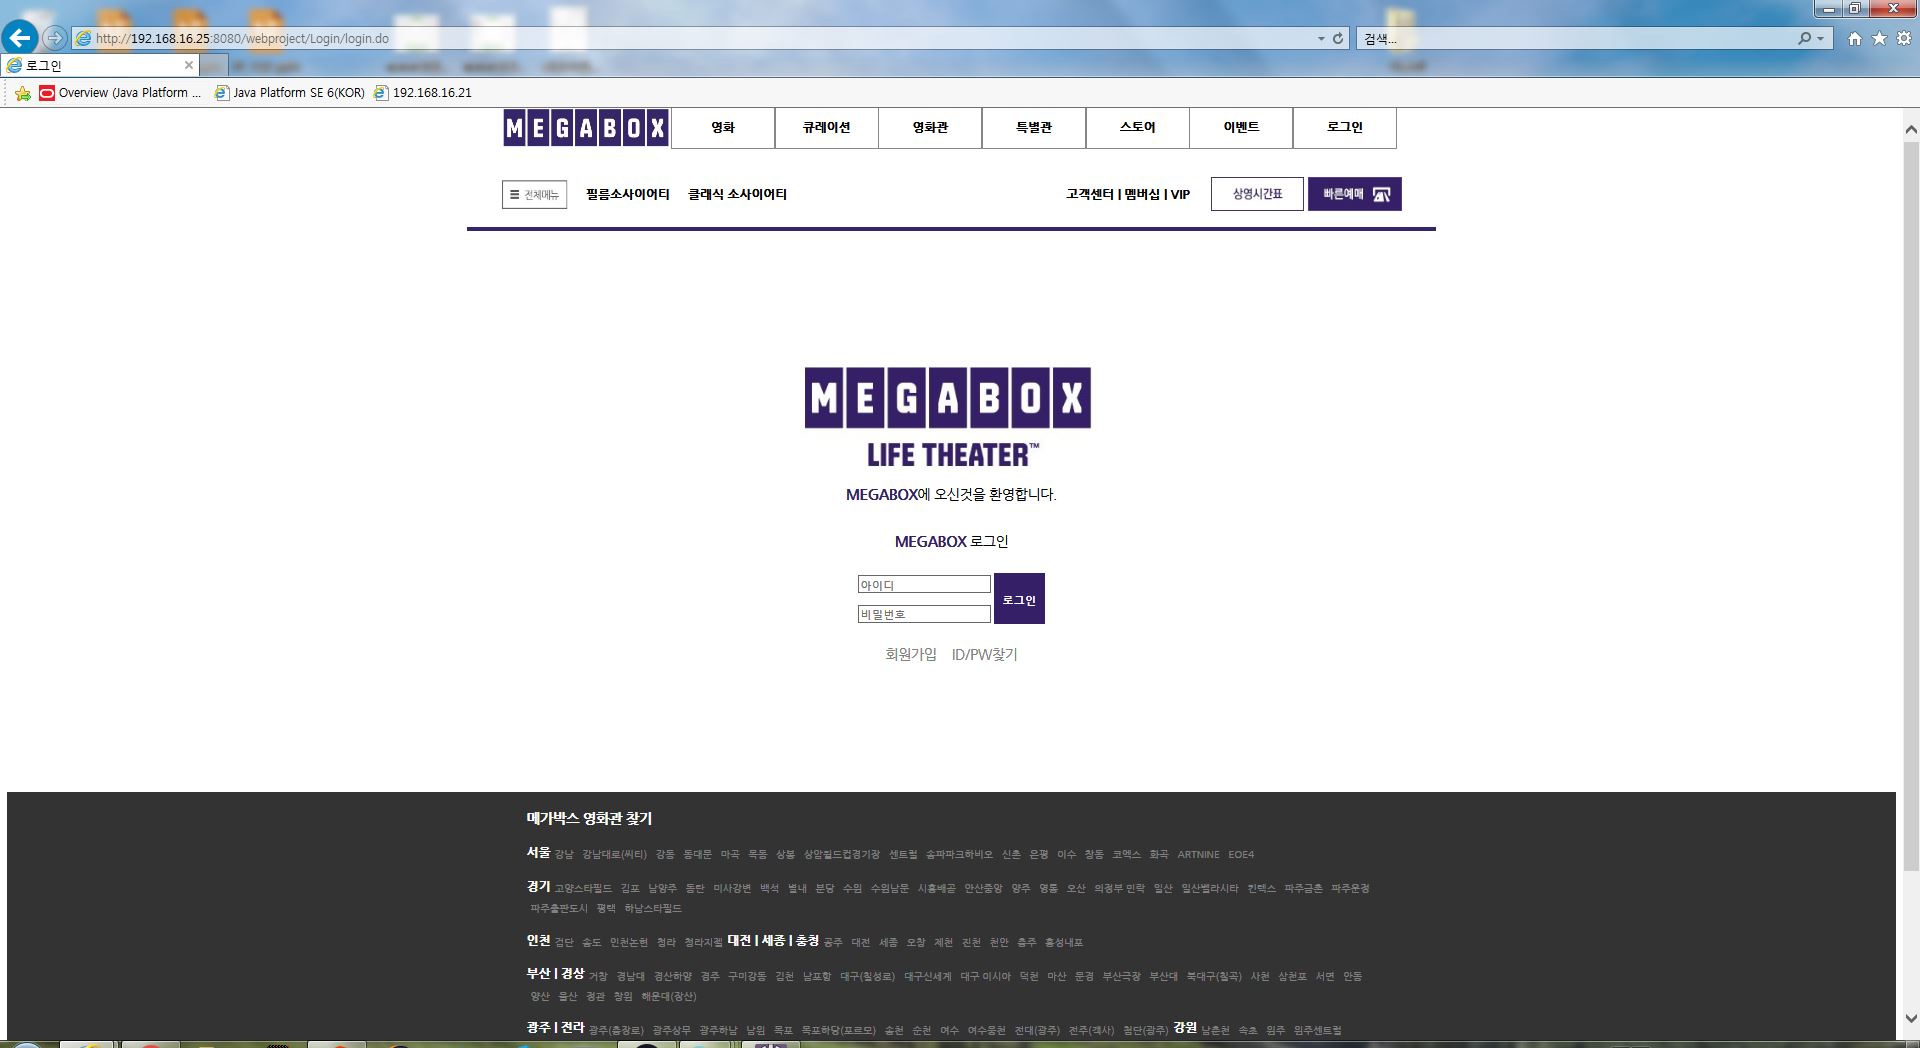 http://192.168.16.25:8080/webproject/Login/login.do
검색...
로그인
Overview (Java Platform ... Java Platform SE 6(KOR) 192.168.16.21
MEGABOX 영화 큐레이션 영화관 특별관 스토어 이벤트 로그인
전체메뉴 필름소사이어티 클래식 소사이어티 고객센터 | 멤버십 | VIP 상영시간표 빠른예매
MEGABOX
LIFE THEATER™
MEGABOX에 오신것을 환영합니다.
MEGABOX 로그인
아이디
로그인
비밀번호
회원가입 ID/PW찾기
메가박스 영화관 찾기
서울 강남 강남대로(씨티) 강동 동대문 마곡 목동 상봉 상암월드컵경기장 센트럴 송파파크하비오 신촌 은평 이수 창동 코엑스 화곡 ARTNINE EOE4
경기 고양스타필드 김포 남양주 동탄 미사강변 백석 별내 분당 수원 수원남문 시흥배곧 안산중앙 양주 영통 오산 의정부 민락 일산 일산벨라시타 킨텍스 파주금촌 파주운정
파주출판도시 평택 하남스타필드
인천 검단 송도 인천논현 청라 청라지젤 대전 | 세종 | 충청 공주 대전 세종 오창 제천 진천 천안 충주 홍성내포
부산 | 경상 거창 경남대 경산하양 경주 구미강동 김천 남포항 대구(칠성로) 대구신세계 대구 이시아 덕천 마산 문경 부산극장 부산대 북대구(칠곡) 사천 삼천포 서면 안동
양산 울산 정관 창원 해운대(장산)
광주 | 전라 광주(충장로) 광주상무 광주하남 남원 목포 목포하당(포르모) 송천 순천 여수 여수웅천 전대(광주) 전주(객사) 첨단(광주) 강원 남춘천 속초 원주 원주센트럴